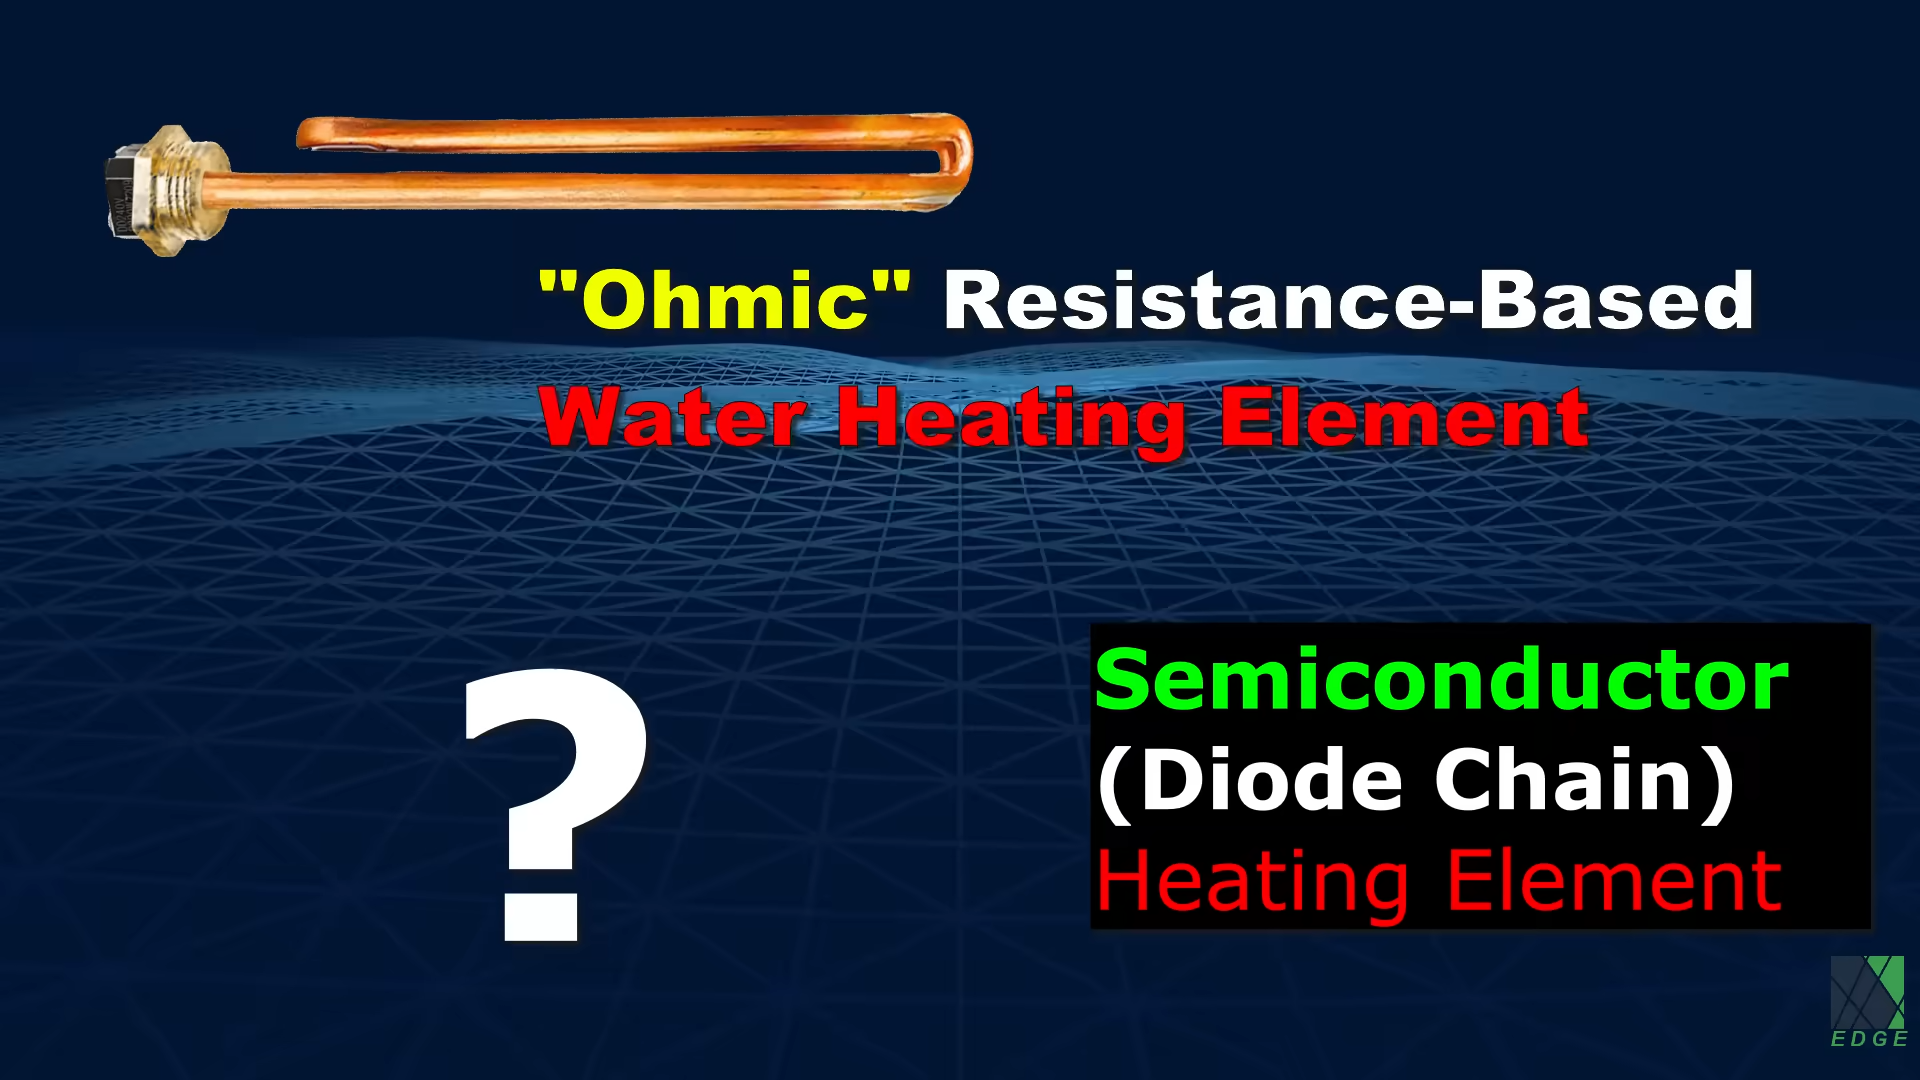 "Ohmic" Resistance-Based
Water Heating Element
?
Semiconductor
(Diode Chain)
Heating Element
EDGE